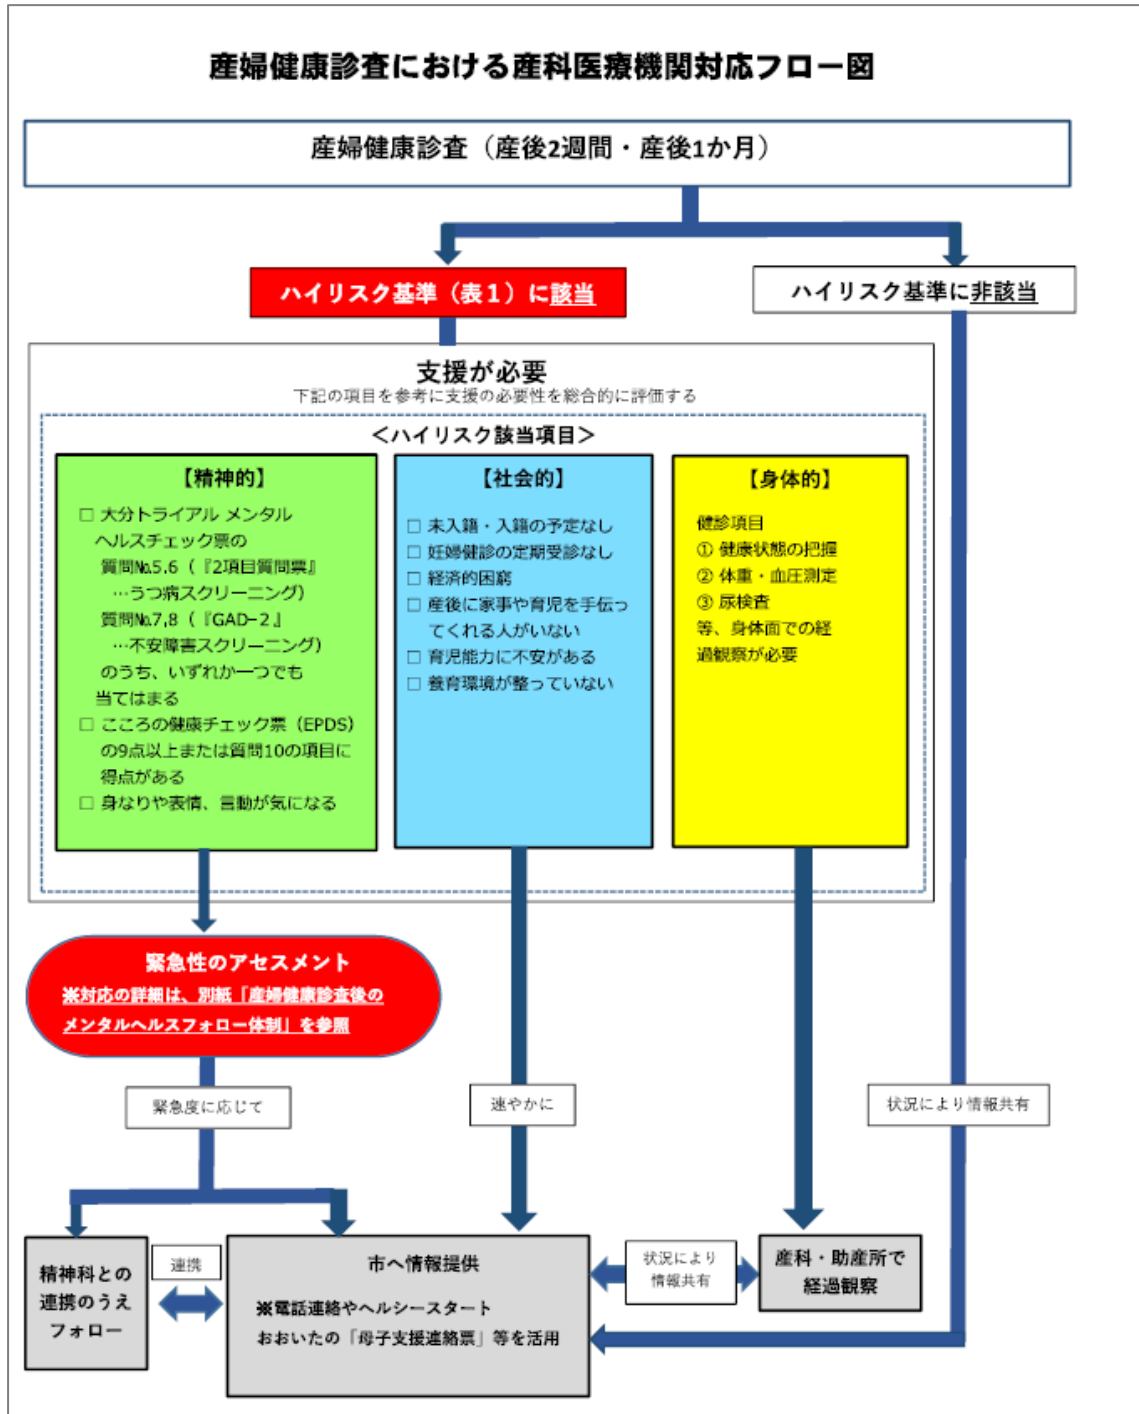 産婦健康診査における産科医療機関対応フロー図
産婦健康診査（産後2週間・産後1か月）
ハイリスク基準（表１）に該当
ハイリスク基準に非該当
支援が必要
下記の項目を参考に支援の必要性を総合的に評価する
＜ハイリスク該当項目＞
【精神的】
□ 大分トライアル メンタル
ヘルスチェック票の
質問№5,6（『2項目質問票』
…うつ病スクリーニング）
質問№7,8（『GAD-2』
…不安障害スクリーニング）
のうち、いずれか一つでも
当てはまる
□ こころの健康チェック票（EPDS）
の9点以上または質問10の項目に
得点がある
□ 身なりや表情、言動が気になる
【社会的】
□ 未入籍・入籍の予定なし
□ 妊婦健診の定期受診なし
□ 経済的困窮
□ 産後に家事や育児を手伝っ
てくれる人がいない
□ 育児能力に不安がある
□ 養育環境が整っていない
【身体的】
健診項目
① 健康状態の把握
② 体重・血圧測定
③ 尿検査
等、身体面での経
過観察が必要
緊急性のアセスメント
※対応の詳細は、別紙「産婦健康診査後の
メンタルヘルスフォロー体制」を参照
緊急度に応じて
速やかに
状況により情報共有
精神科との
連携のうえ
フォロー
連携
市へ情報提供
※電話連絡やヘルシースタート
おおいたの「母子支援連絡票」等を活用
状況により
情報共有
産科・助産所で
経過観察